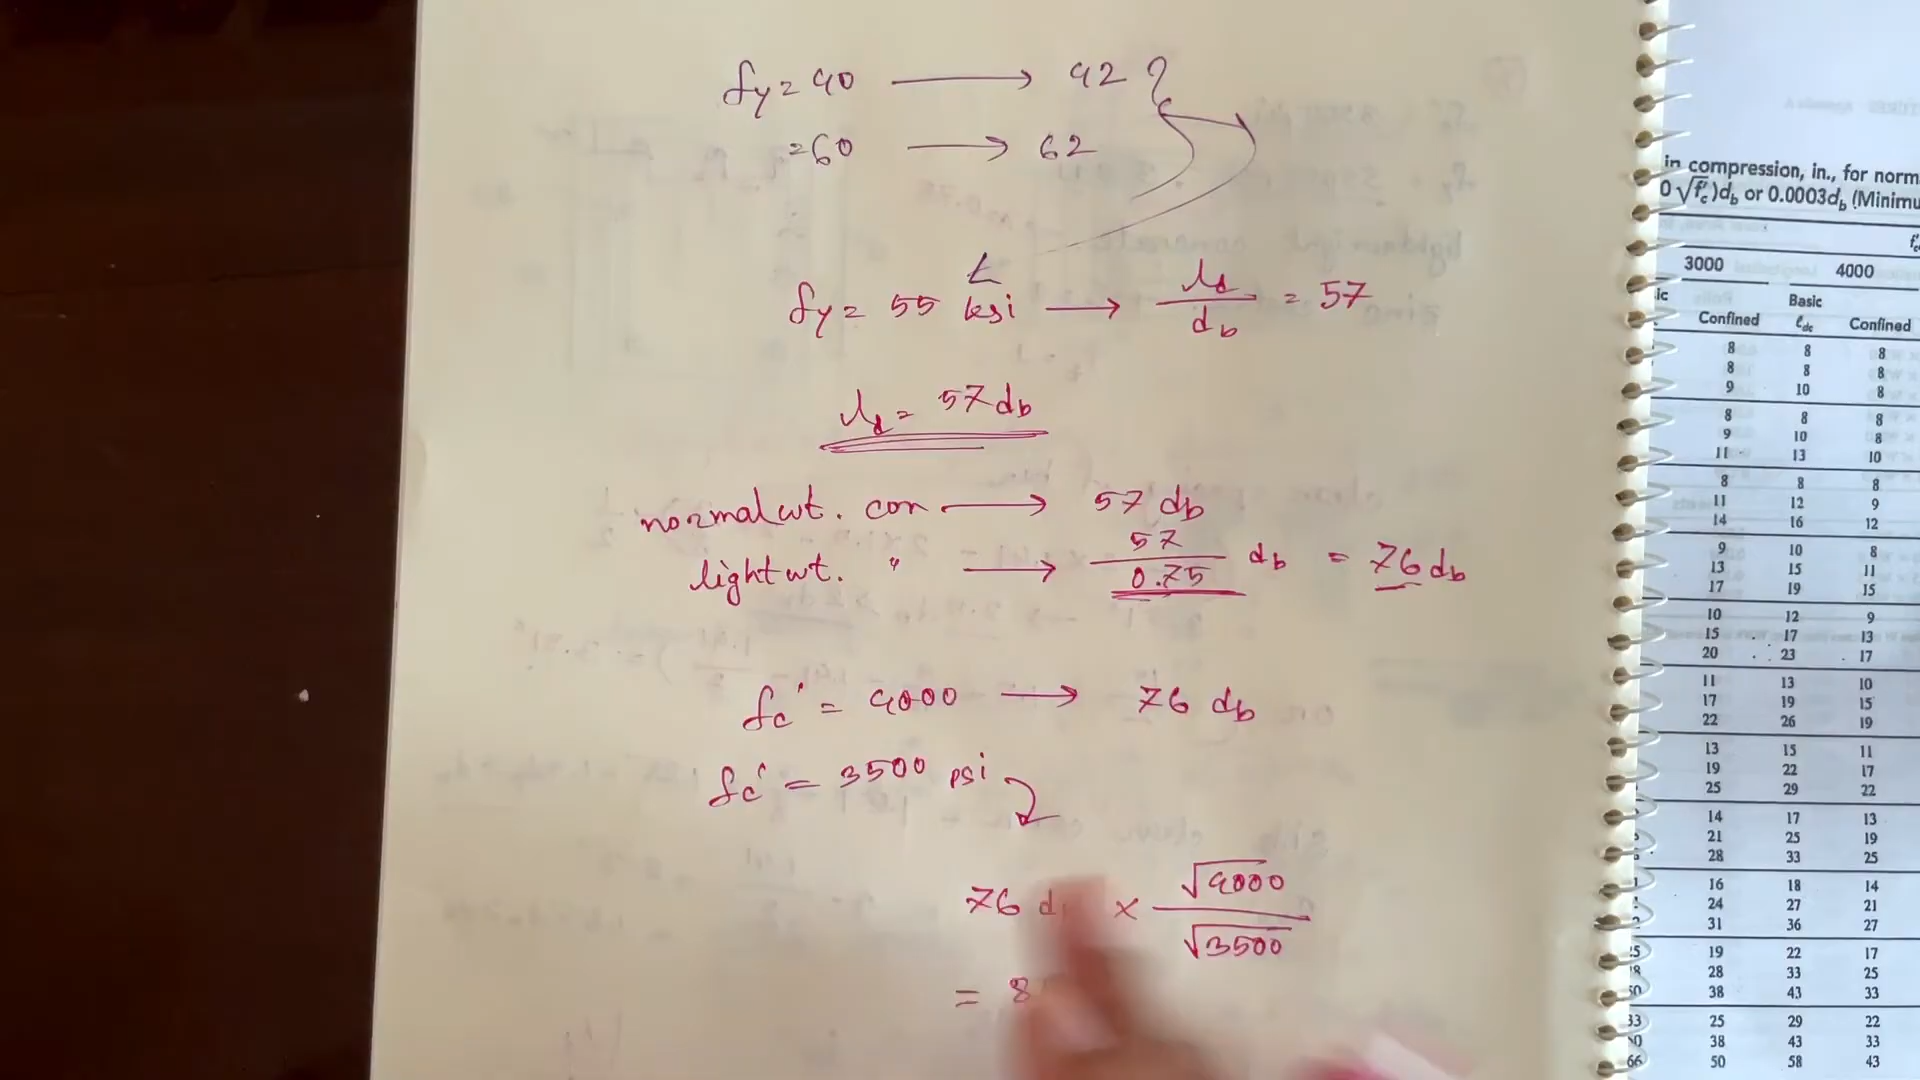 fy = 40 → 42
= 60 → 62
fy = 55 ksi → ld/db = 57
ld = 57 db
normal wt. con → 57 db
light wt. " → 57/0.75 db = 76 db
fc' = 4000 → 76 db
fc' = 3500 psi
76 d × √4000/√3500
= 8
in compression, in., for norm
0 √f'c)db or 0.0003db (Minimu
f'c
3000 4000
ic Basic
Confined ℓdc Confined
8 8 8
8 8 8
9 10 8
8 8 8
9 10 8
11 13 10
8 8 8
11 12 9
14 16 12
9 10 8
13 15 11
17 19 15
10 12 9
15 17 13
20 23 17
11 13 10
17 19 15
22 26 19
13 15 11
19 22 17
25 29 22
14 17 13
21 25 19
28 33 25
16 18 14
24 27 21
31 36 27
19 22 17
28 33 25
38 43 33
33 25 29 22
38 43 33
66 50 58 43